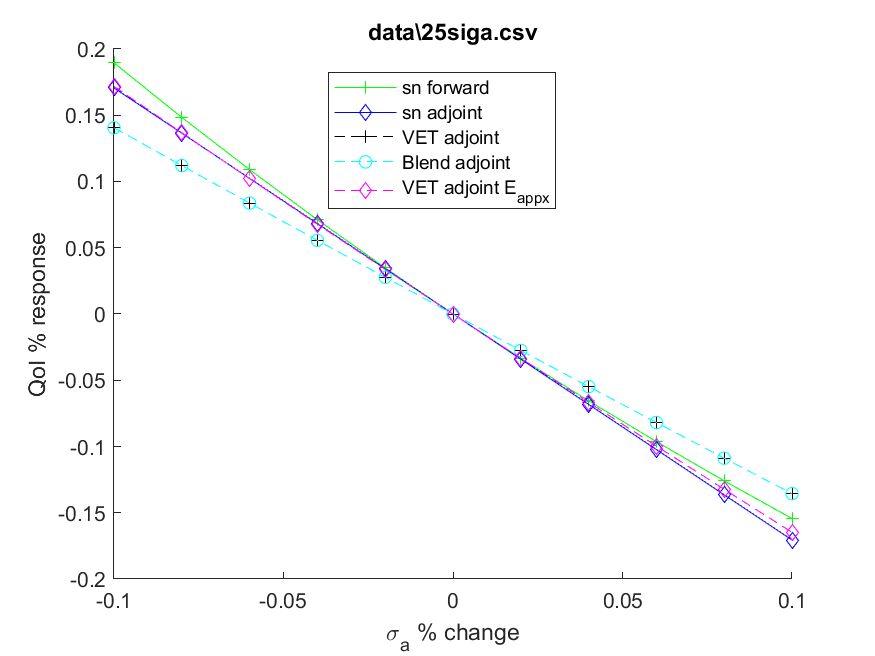 data\25siga.csv
0.2
0.15
0.1
0.05
0
-0.05
-0.1
-0.15
-0.2
QoI % response
sn forward
sn adjoint
VET adjoint
Blend adjoint
VET adjoint E_appx
-0.1 -0.05 0 0.05 0.1
σ_a % change